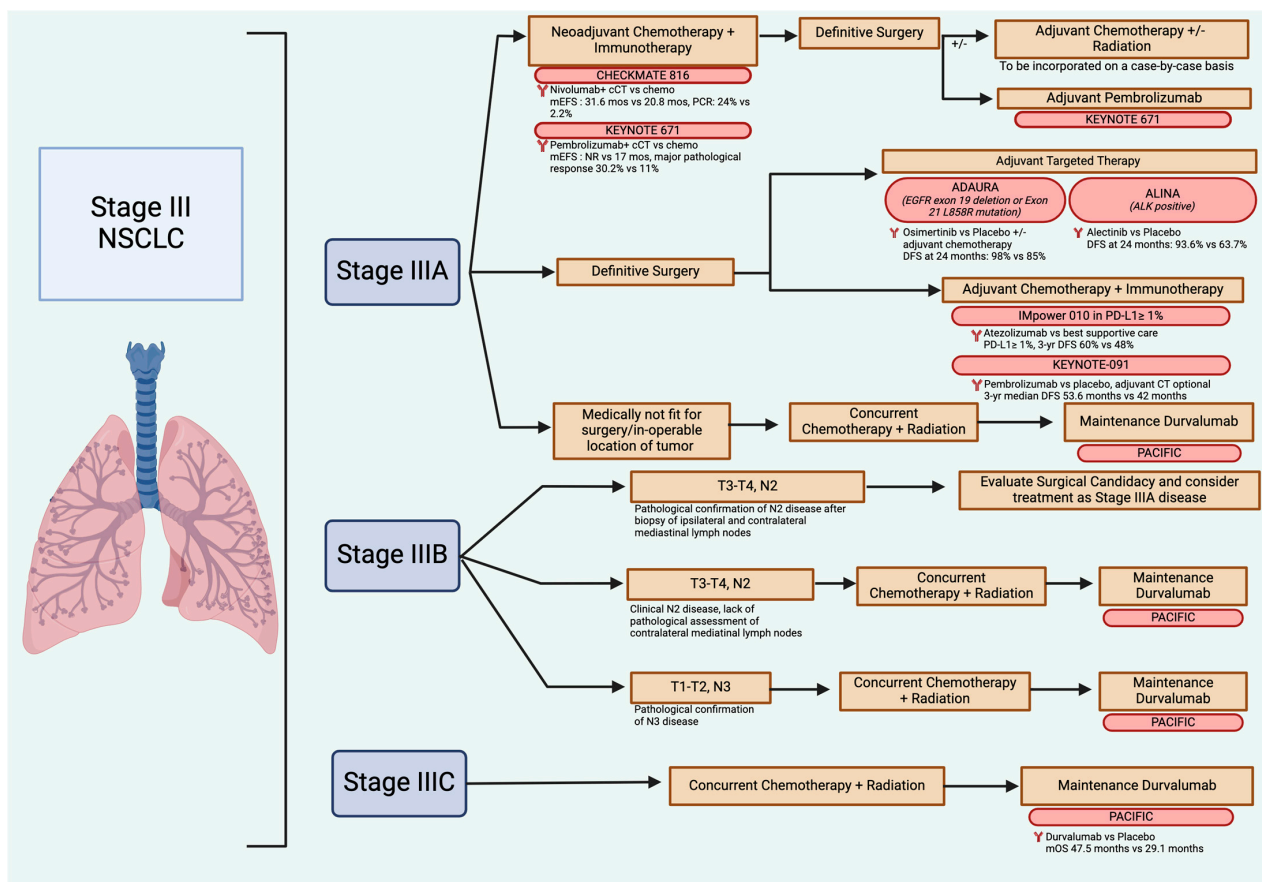 Stage III
NSCLC
Stage IIIA
Neoadjuvant Chemotherapy +
Immunotherapy
CHECKMATE 816
Nivolumab+ cCT vs chemo
mEFS : 31.6 mos vs 20.8 mos, PCR: 24% vs
2.2%
KEYNOTE 671
Pembrolizumab+ cCT vs chemo
mEFS : NR vs 17 mos, major pathological
response 30.2% vs 11%
Definitive Surgery
+/-
Adjuvant Chemotherapy +/-
Radiation
To be incorporated on a case-by-case basis
Adjuvant Pembrolizumab
KEYNOTE 671
Definitive Surgery
Adjuvant Targeted Therapy
ADAURA
(EGFR exon 19 deletion or Exon
21 L858R mutation)
Osimertinib vs Placebo +/-
adjuvant chemotherapy
DFS at 24 months: 98% vs 85%
ALINA
(ALK positive)
Alectinib vs Placebo
DFS at 24 months: 93.6% vs 63.7%
Adjuvant Chemotherapy + Immunotherapy
IMpower 010 in PD-L1≥ 1%
Atezolizumab vs best supportive care
PD-L1≥ 1%, 3-yr DFS 60% vs 48%
KEYNOTE-091
Pembrolizumab vs placebo, adjuvant CT optional
3-yr median DFS 53.6 months vs 42 months
Medically not fit for
surgery/in-operable
location of tumor
Concurrent
Chemotherapy + Radiation
Maintenance Durvalumab
PACIFIC
Stage IIIB
T3-T4, N2
Pathological confirmation of N2 disease after
biopsy of ipsilateral and contralateral
mediastinal lymph nodes
Evaluate Surgical Candidacy and consider
treatment as Stage IIIA disease
T3-T4, N2
Clinical N2 disease, lack of
pathological assessment of
contralateral mediatinal lymph nodes
Concurrent
Chemotherapy + Radiation
Maintenance
Durvalumab
PACIFIC
T1-T2, N3
Pathological confirmation
of N3 disease
Concurrent Chemotherapy
+ Radiation
Maintenance
Durvalumab
PACIFIC
Stage IIIC
Concurrent Chemotherapy + Radiation
Maintenance Durvalumab
PACIFIC
Durvalumab vs Placebo
mOS 47.5 months vs 29.1 months